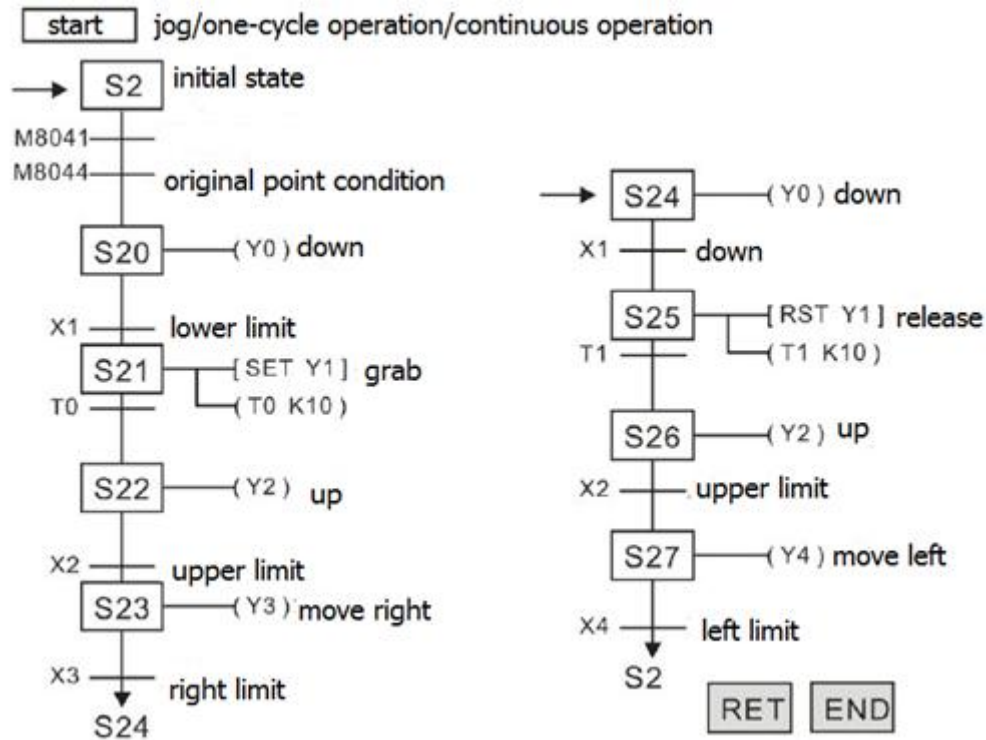 start jog/one-cycle operation/continuous operation
S2 initial state
M8041
M8044 original point condition
S20 (Y0) down
X1 lower limit
S21 [SET Y1] grab
T0 (T0 K10)
S22 (Y2) up
X2 upper limit
S23 (Y3) move right
X3 right limit
S24
S24 (Y0) down
X1 down
S25 [RST Y1] release
T1 (T1 K10)
S26 (Y2) up
X2 upper limit
S27 (Y4) move left
X4 left limit
S2
RET END